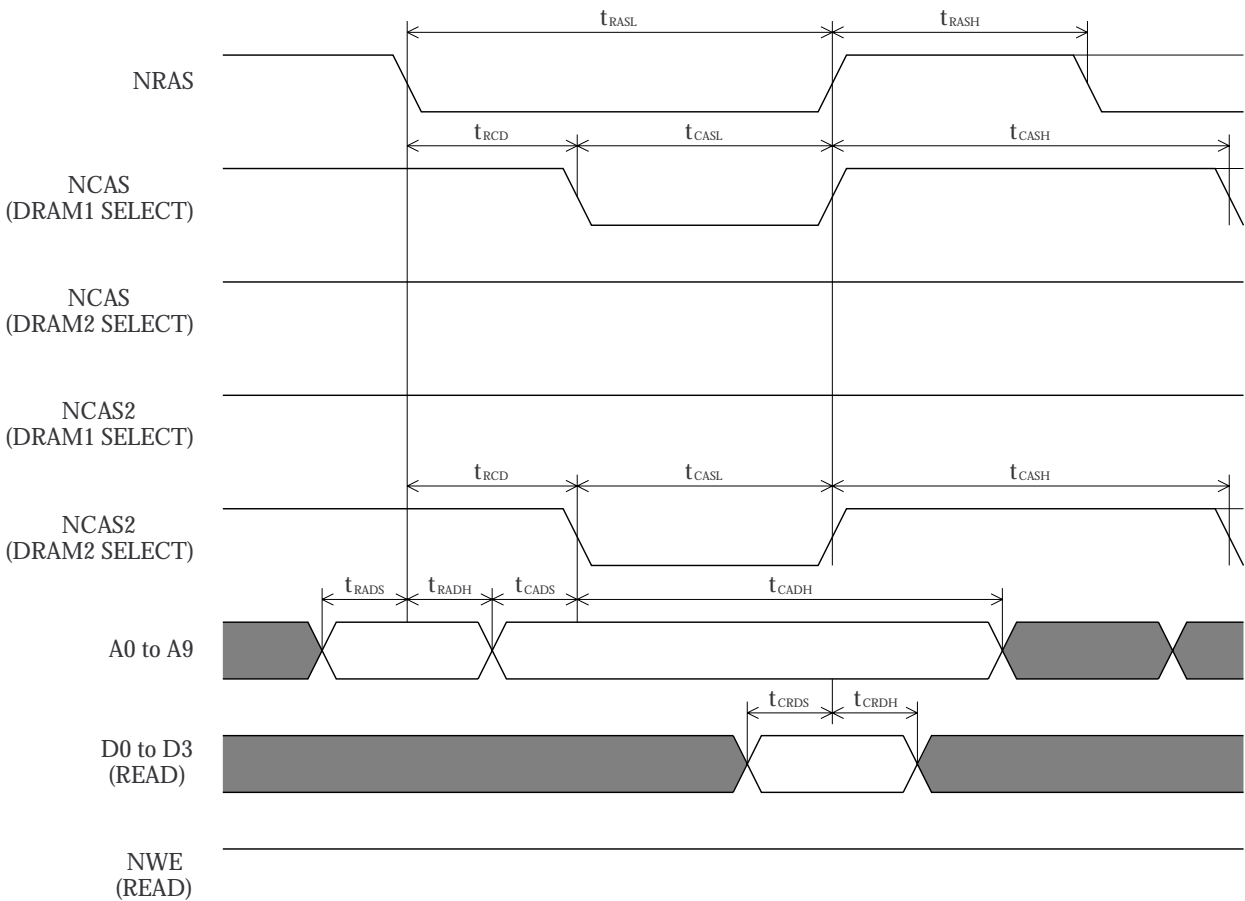 tRASL tRASH
NRAS
tRCD tCASL tCASH
NCAS
(DRAM1 SELECT)
NCAS
(DRAM2 SELECT)
NCAS2
(DRAM1 SELECT)
tRCD tCASL tCASH
NCAS2
(DRAM2 SELECT)
tRADS tRADH tCADS tCADH
A0 to A9
tCRDS tCRDH
D0 to D3
(READ)
NWE
(READ)